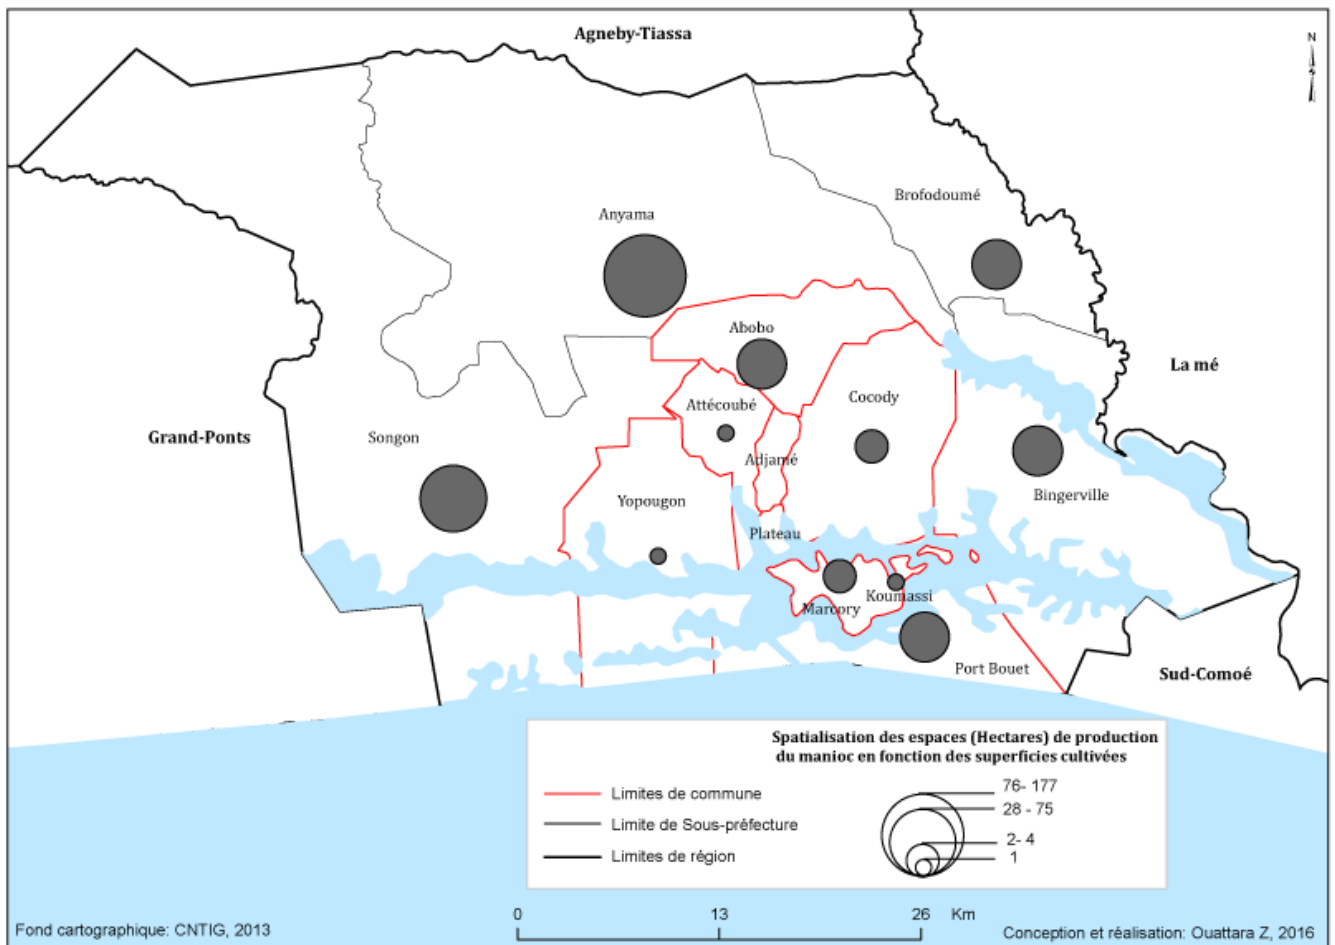 Agneby-Tiassa
N
Brofodoumé
Anyama
Abobo
La mé
Cocody
Attécoubé
Grand-Ponts
Songon
Adjamé
Bingerville
Yopougon
Plateau
Koumassi
Marcory
Port Bouet
Sud-Comoé
Spatialisation des espaces (Hectares) de production
du manioc en fonction des superficies cultivées
Limites de commune
Limite de Sous-préfecture
Limites de région
76- 177
28 - 75
2- 4
1
0 13 26 Km
Fond cartographique: CNTIG, 2013
Conception et réalisation: Ouattara Z, 2016